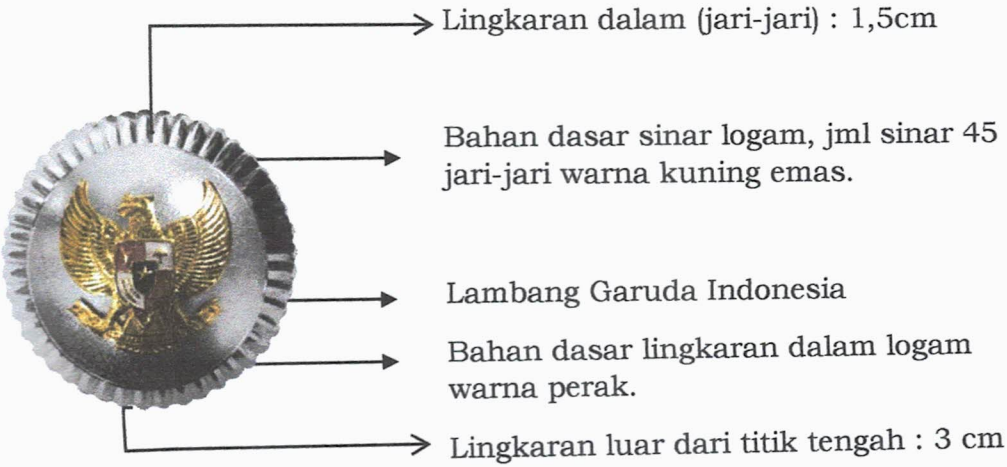 Lingkaran dalam (jari-jari) : 1,5cm
Bahan dasar sinar logam, jml sinar 45
jari-jari warna kuning emas.
Lambang Garuda Indonesia
Bahan dasar lingkaran dalam logam
warna perak.
Lingkaran luar dari titik tengah : 3 cm